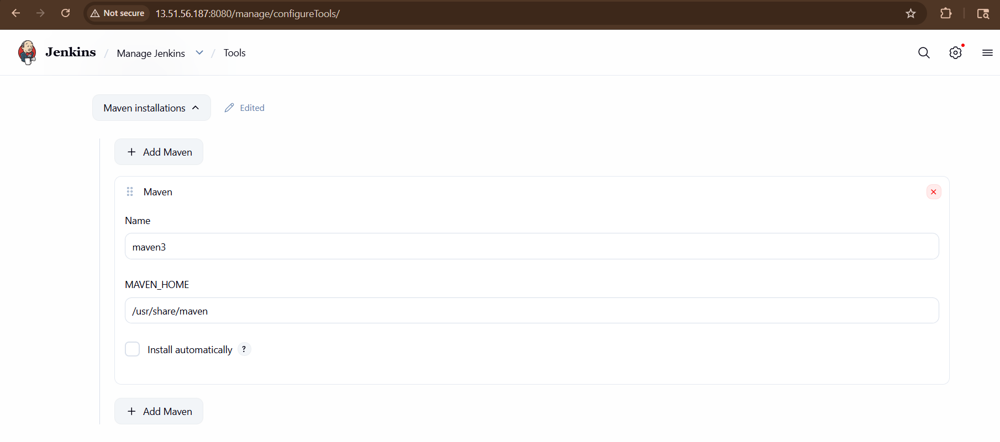 Not secure 13.51.56.187:8080/manage/configureTools/
Jenkins / Manage Jenkins / Tools
Maven installations Edited
+ Add Maven
Maven
Name
maven3
MAVEN_HOME
/usr/share/maven
Install automatically ?
+ Add Maven